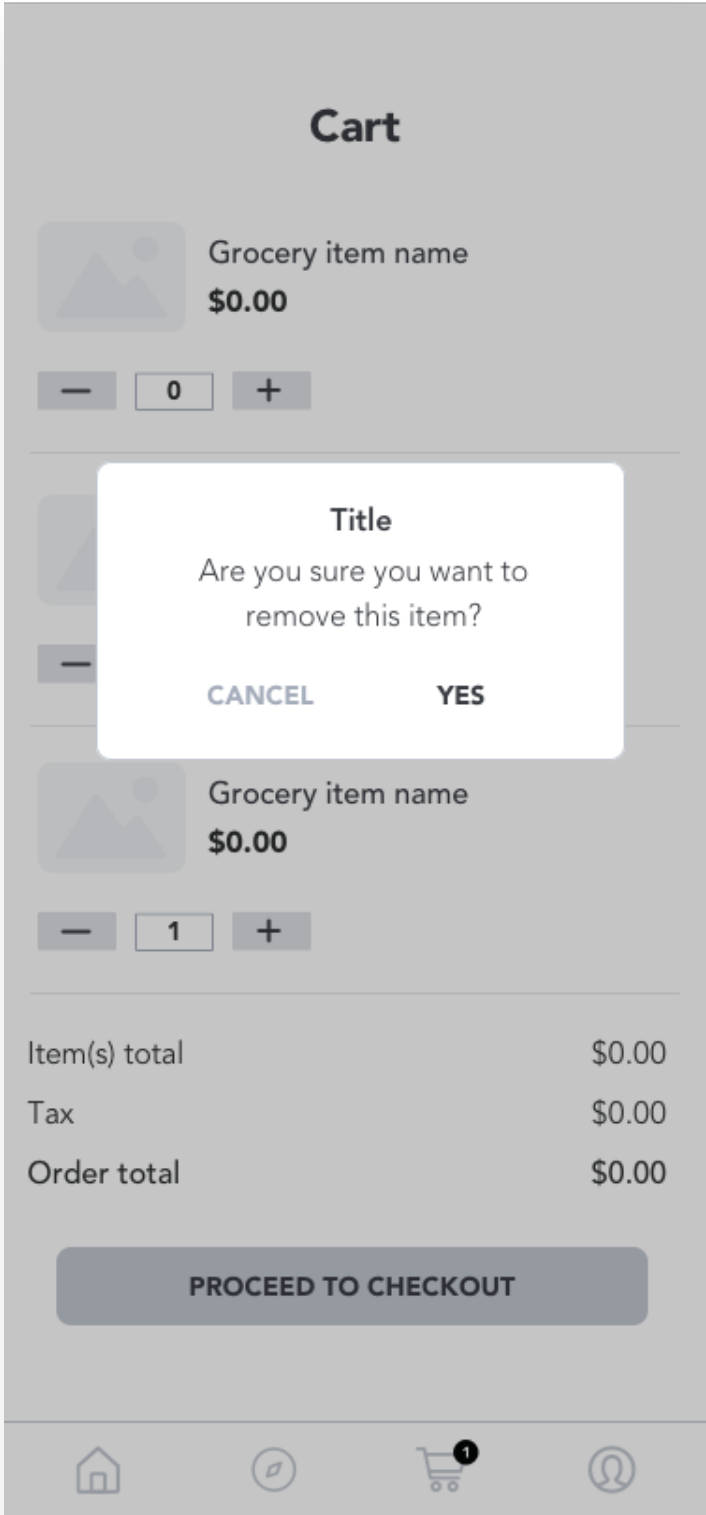 Cart
Grocery item name
$0.00
— 0 +
Title
Are you sure you want to
remove this item?
CANCEL YES
—
Grocery item name
$0.00
— 1 +
Item(s) total $0.00
Tax $0.00
Order total $0.00
PROCEED TO CHECKOUT
1